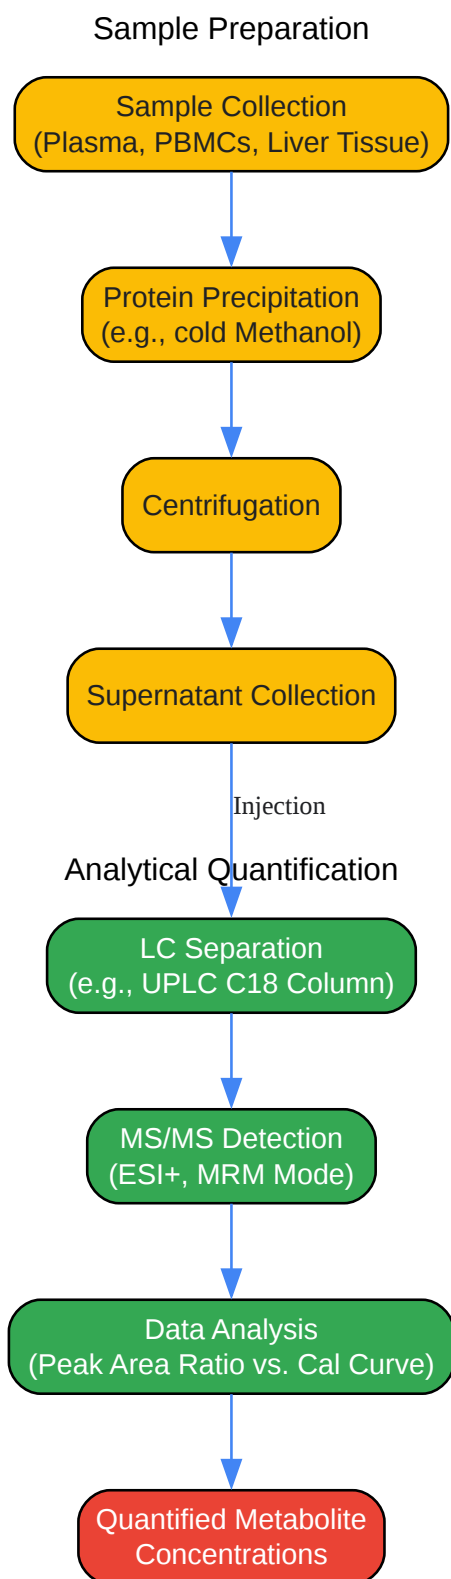 Sample Preparation
Sample Collection
(Plasma, PBMCs, Liver Tissue)
Protein Precipitation
(e.g., cold Methanol)
Centrifugation
Supernatant Collection
Injection
Analytical Quantification
LC Separation
(e.g., UPLC C18 Column)
MS/MS Detection
(ESI+, MRM Mode)
Data Analysis
(Peak Area Ratio vs. Cal Curve)
Quantified Metabolite
Concentrations